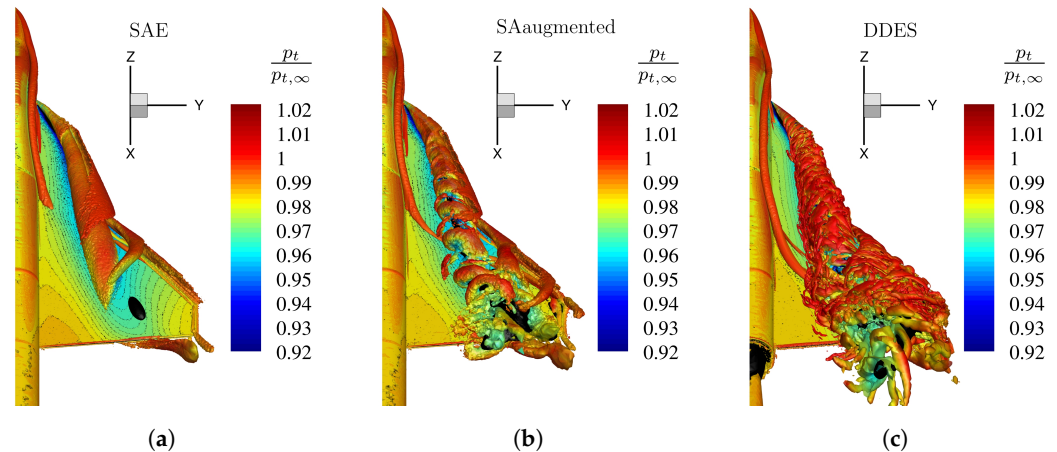 SAE
Z
Y
X
p_t
p_{t,∞}
1.02
1.01
1
0.99
0.98
0.97
0.96
0.95
0.94
0.93
0.92
(a)
SAaugmented
Z
Y
X
p_t
p_{t,∞}
1.02
1.01
1
0.99
0.98
0.97
0.96
0.95
0.94
0.93
0.92
(b)
DDES
Z
Y
X
p_t
p_{t,∞}
1.02
1.01
1
0.99
0.98
0.97
0.96
0.95
0.94
0.93
0.92
(c)